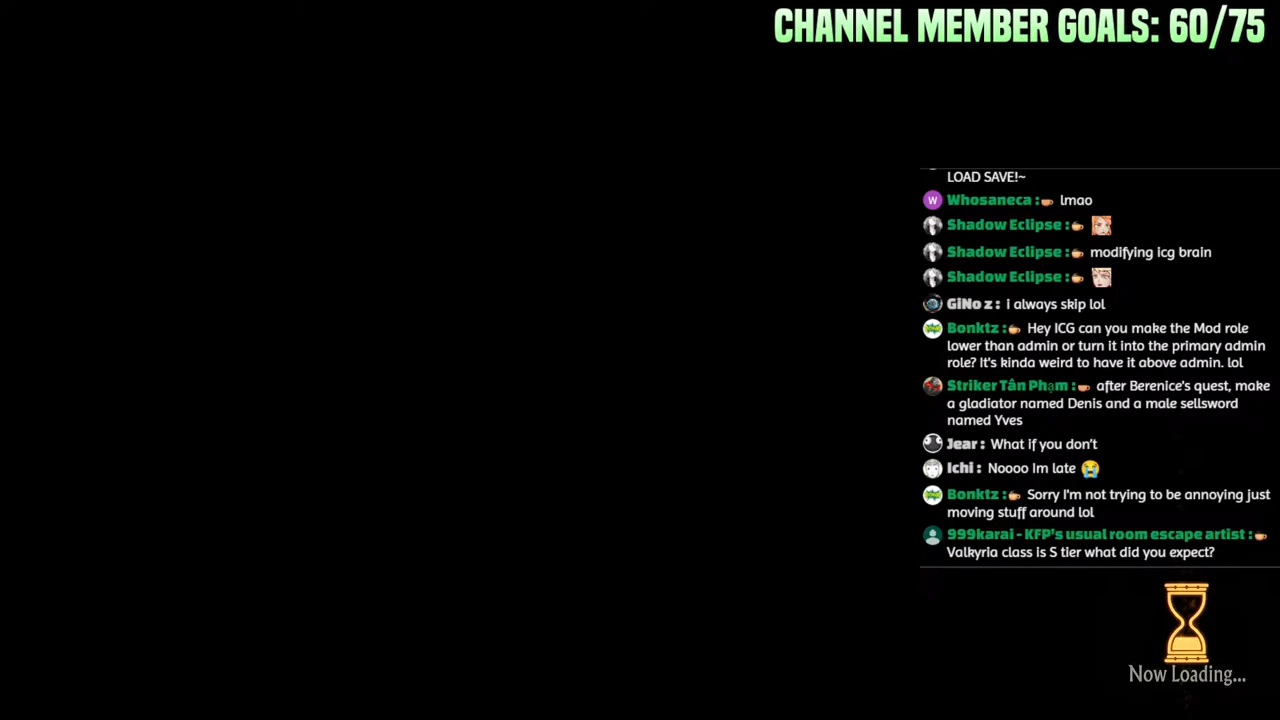 CHANNEL MEMBER GOALS: 60/75
LOAD SAVE!~
Whosaneca : lmao
Shadow Eclipse :
Shadow Eclipse : modifying icg brain
Shadow Eclipse :
GiNo z : i always skip lol
Bonktz : Hey ICG can you make the Mod role
lower than admin or turn it into the primary admin
role? It's kinda weird to have it above admin. lol
Striker Tân Phạm : after Berenice's quest, make
a gladiator named Denis and a male sellsword
named Yves
Jear : What if you don't
Ichi : Noooo Im late 😭
Bonktz : Sorry I'm not trying to be annoying just
moving stuff around lol
999karai - KFP's usual room escape artist :
Valkyria class is S tier what did you expect?
Now Loading...